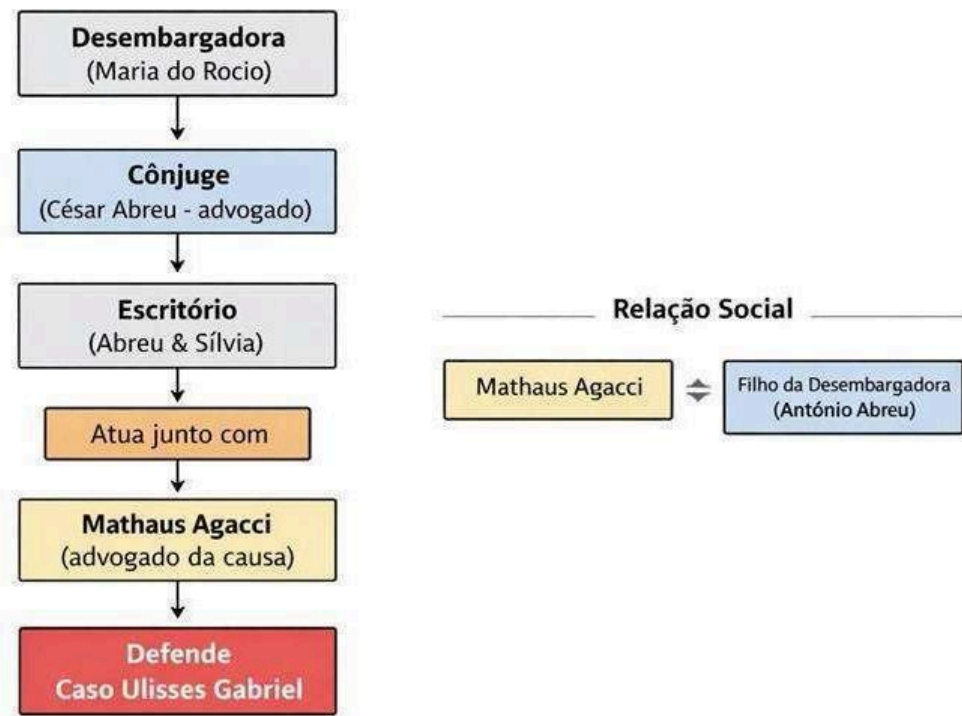 Desembargadora
(Maria do Rocio)
Cônjuge
(César Abreu - advogado)
Escritório
(Abreu & Sílvia)
Atua junto com
Mathaus Agacci
(advogado da causa)
Defende
Caso Ulisses Gabriel
Relação Social
Mathaus Agacci
Filho da Desembargadora
(António Abreu)